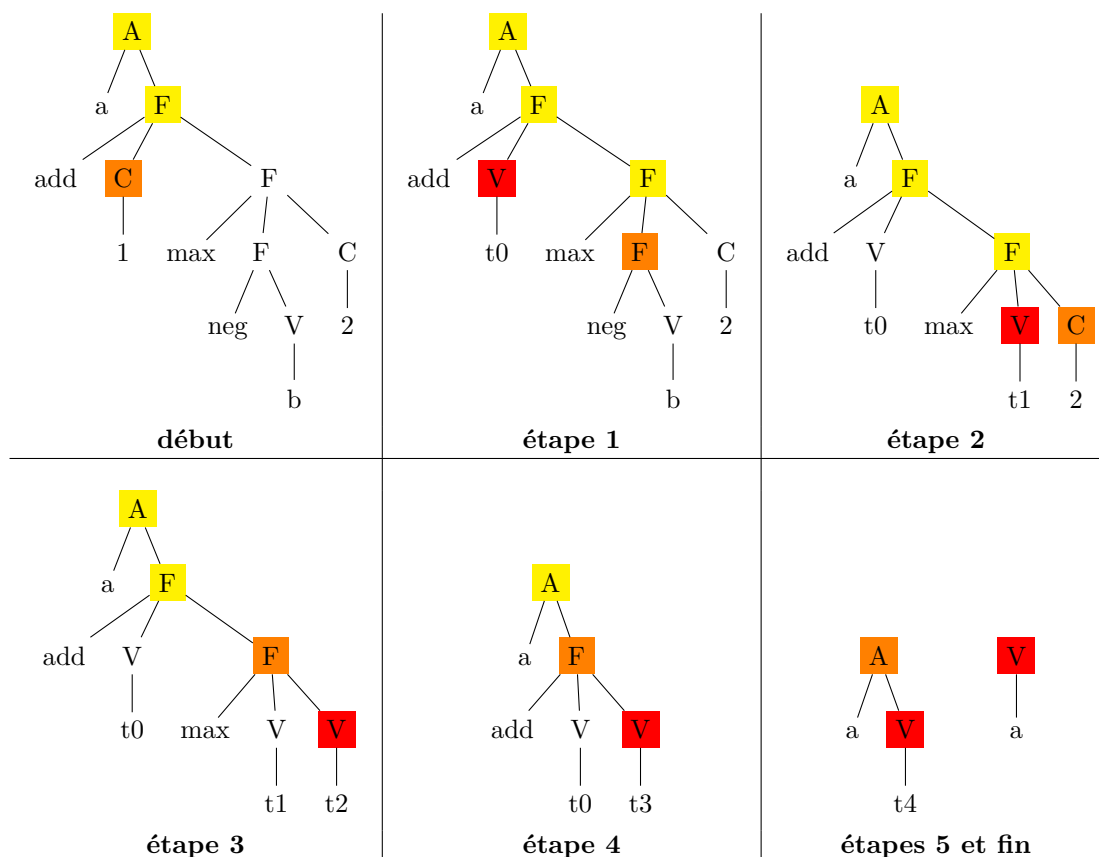 A
a F
add C F
1 max F C
neg V 2
b
début
A
a F
add V F
t0 max F C
neg V 2
b
étape 1
A
a F
add V F
t0 max V C
t1 2
étape 2
A
a F
add V F
t0 max V V
t1 t2
étape 3
A
a F
add V V
t0 t3
étape 4
A V
a V a
t4
étapes 5 et fin